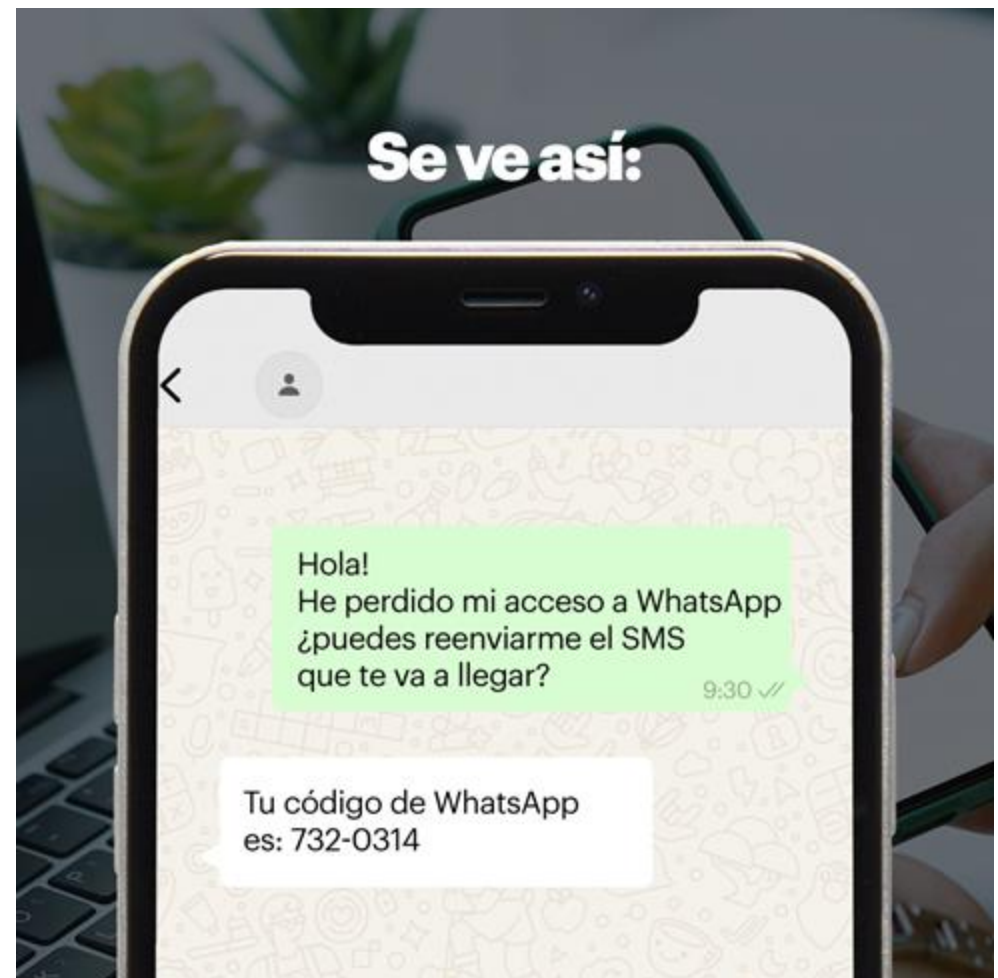 Se ve así:
Hola!
He perdido mi acceso a WhatsApp
¿puedes reenviarme el SMS
que te va a llegar?
9:30
Tu código de WhatsApp
es: 732-0314